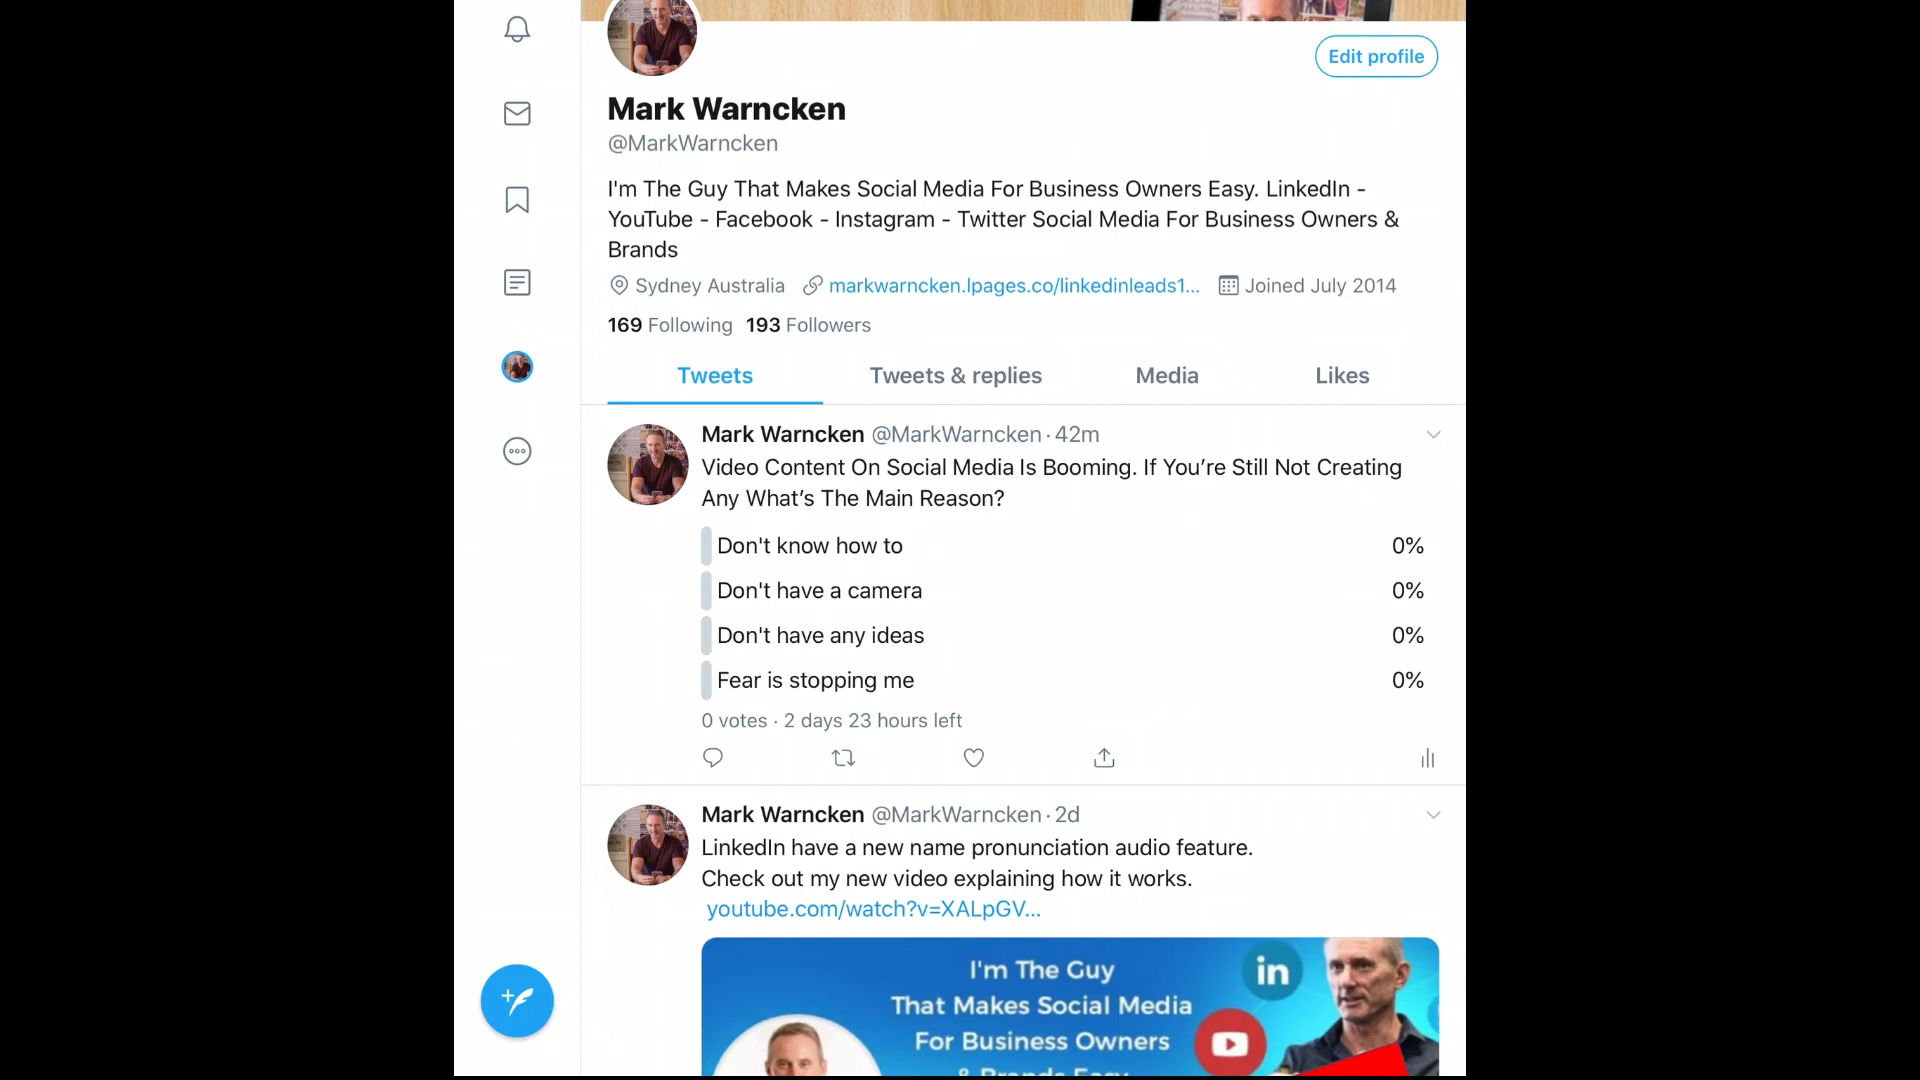 Edit profile
Mark Warncken
@MarkWarncken
I'm The Guy That Makes Social Media For Business Owners Easy. LinkedIn -
YouTube - Facebook - Instagram - Twitter Social Media For Business Owners &
Brands
Sydney Australia markwarncken.lpages.co/linkedinleads1... Joined July 2014
169 Following 193 Followers
Tweets Tweets & replies Media Likes
Mark Warncken @MarkWarncken · 42m
Video Content On Social Media Is Booming. If You’re Still Not Creating
Any What’s The Main Reason?
Don't know how to 0%
Don't have a camera 0%
Don't have any ideas 0%
Fear is stopping me 0%
0 votes · 2 days 23 hours left
Mark Warncken @MarkWarncken · 2d
LinkedIn have a new name pronunciation audio feature.
Check out my new video explaining how it works.
youtube.com/watch?v=XALpGV...
I'm The Guy
in
That Makes Social Media
For Business Owners
& Brands Easy